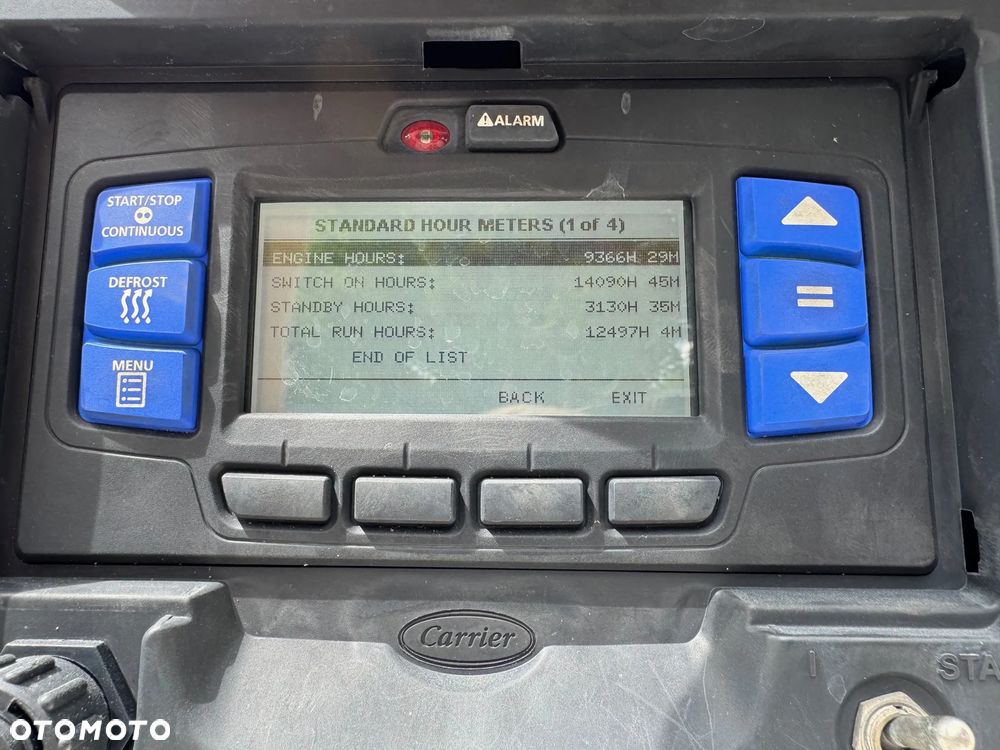 ALARM
START/STOP
CONTINUOUS
DEFROST
MENU
STANDARD HOUR METERS (1 of 4)
ENGINE HOURS: 9366H 29M
SWITCH ON HOURS: 14090H 45M
STANDBY HOURS: 3130H 35M
TOTAL RUN HOURS: 12497H 4M
END OF LIST
BACK EXIT
Carrier
I STA
OTOMOTO